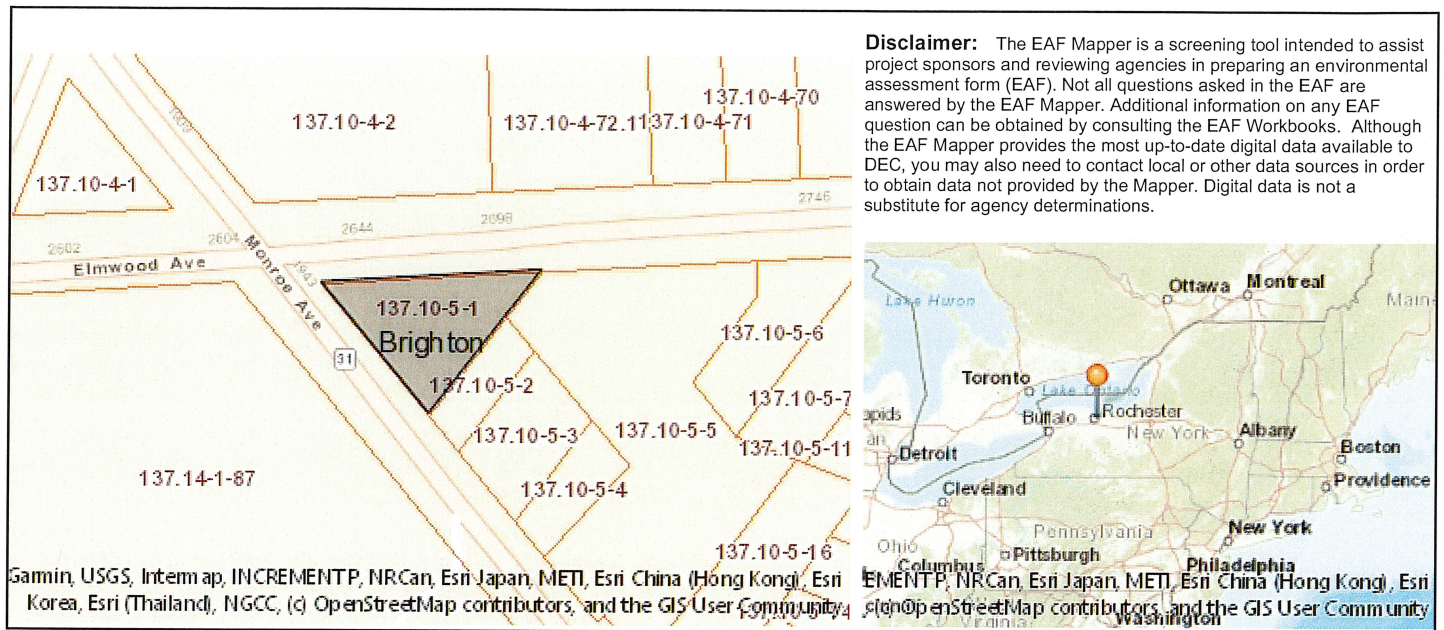 Disclaimer: The EAF Mapper is a screening tool intended to assist
project sponsors and reviewing agencies in preparing an environmental
assessment form (EAF). Not all questions asked in the EAF are
answered by the EAF Mapper. Additional information on any EAF
question can be obtained by consulting the EAF Workbooks. Although
the EAF Mapper provides the most up-to-date digital data available to
DEC, you may also need to contact local or other data sources in order
to obtain data not provided by the Mapper. Digital data is not a
substitute for agency determinations.
137.10-4-70
137.10-4-2
137.10-4-72.11
137.10-4-71
137.10-4-1
2746
2698
2644
2604
2602
Elmwood Ave
Monroe Ave
1943
137.10-5-1
Brighton
31
137.10-5-2
137.10-5-6
137.10-5-7
137.10-5-3
137.10-5-5
137.10-5-11
137.14-1-87
137.10-5-4
137.10-5-16
Garmin, USGS, Intermap, INCREMENT P, NRCan, Esri Japan, METI, Esri China (Hong Kong), Esri
Korea, Esri (Thailand), NGCC, (c) OpenStreetMap contributors, and the GIS User Community
Ottawa
Montreal
Lake Huron
Maine
Toronto
Lake Ontario
Rochester
Buffalo
New York
Albany
apids
Detroit
Boston
Providence
Cleveland
New York
Pennsylvania
Ohio
Pittsburgh
Columbus
Philadelphia
EMENT P, NRCan, Esri Japan, METI, Esri China (Hong Kong), Esri
OpenStreetMap contributors, and the GIS User Community
Virginia
Washington